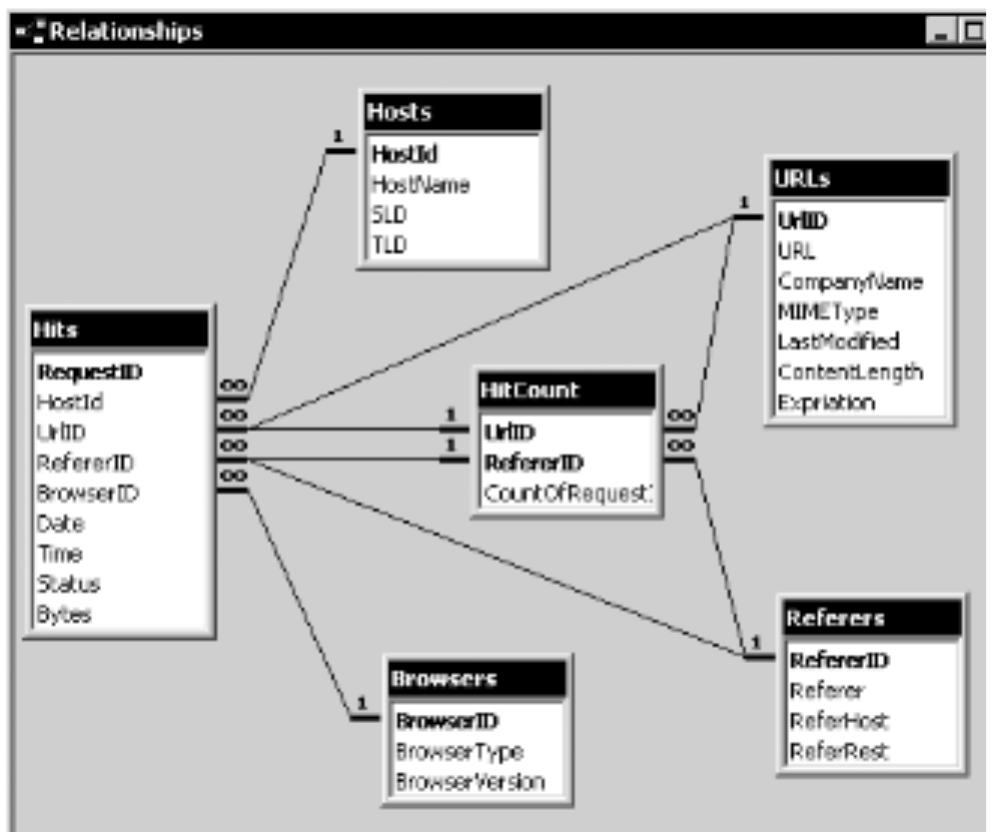 Relationships
Hosts
HostId
HostName
SLD
TLD
1
URLs
UrlID
URL
CompanyName
MIMEType
LastModified
ContentLength
Expriation
1
Hits
RequestID
HostId
UrlID
RefererID
BrowserID
Date
Time
Status
Bytes
∞
∞
∞
∞
HitCount
UrlID
RefererID
CountOfRequest
1
1
∞
∞
Browsers
BrowserID
BrowserType
BrowserVersion
1
Referers
RefererID
Referer
ReferHost
ReferRest
1